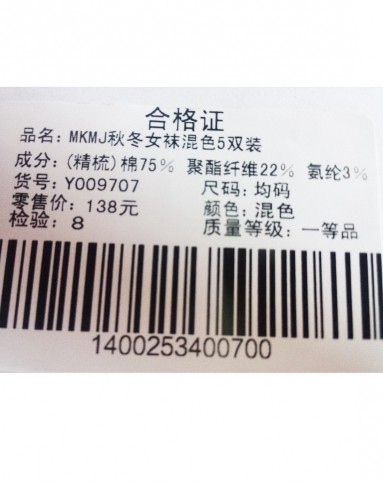 合格证
品名: MKMJ秋冬女袜混色5双装
成分: (精梳) 棉75% 聚酯纤维22% 氨纶3%
货号: Y009707 尺码: 均码
零售价: 138元 颜色: 混色
检验: 8 质量等级: 一等品
1400253400700